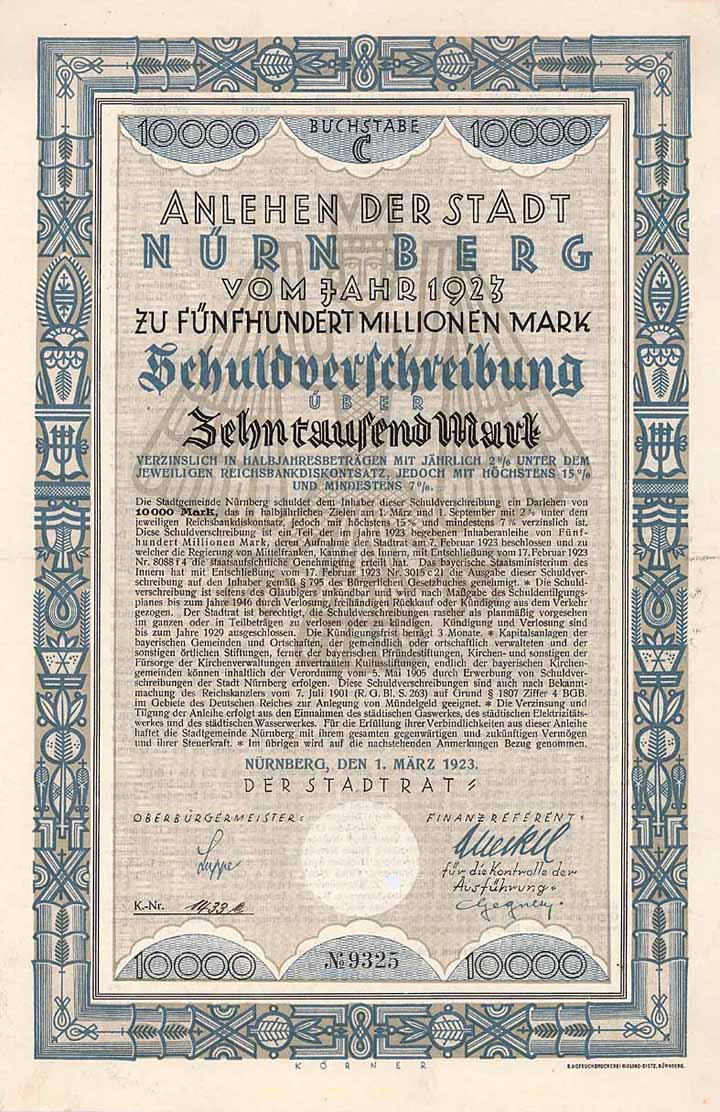 10000 BUCHSTABE 10000
C
ANLEHEN DER STADT
NÜRNBERG
VOM JAHR 1923
ZU FÜNFHUNDERT MILLIONEN MARK
Schuldverschreibung
ÜBER
Zehntausend Mark
VERZINSLICH IN HALBJAHRESBETRÄGEN MIT JÄHRLICH 2% UNTER DEM
JEWEILIGEN REICHSBANKDISKONTSATZ, JEDOCH MIT HÖCHSTENS 15%
UND MINDESTENS 7%.
Die Stadtgemeinde Nürnberg schuldet dem Inhaber dieser Schuldverschreibung ein Darlehen von
10000 Mark, das in halbjährlichen Zielen am 1. März und 1. September mit 2% unter dem
jeweiligen Reichsbankdiskontsatz, jedoch mit höchstens 15% und mindestens 7% verzinslich ist.
Diese Schuldverschreibung ist ein Teil der im Jahre 1923 begebenen Inhaberanleihe von Fünf-
hundert Millionen Mark, deren Aufnahme der Stadtrat am 7. Februar 1923 beschlossen und zu
welcher die Regierung von Mittelfranken, Kammer des Innern, mit Entschließung vom 17. Februar 1923
Nr. 8088 f 4 die staatsaufsichtliche Genehmigung erteilt hat. Das bayerische Staatsministerium des
Innern hat mit Entschließung vom 17. Februar 1923 Nr. 3015 c 21 die Ausgabe dieser Schuldver-
schreibung auf den Inhaber gemäß § 795 des Bürgerlichen Gesetzbuches genehmigt. * Die Schuld-
verschreibung ist seitens des Gläubigers unkündbar und wird nach Maßgabe des Schuldentilgungs-
planes bis zum Jahre 1946 durch Verlosung, freihändigen Rückkauf oder Kündigung aus dem Verkehr
gezogen. Der Stadtrat ist berechtigt, die Schuldverschreibungen rascher als planmäßig vorgesehen
im ganzen oder in Teilbeträgen zu verlosen oder zu kündigen. Kündigung und Verlosung sind
bis zum Jahre 1929 ausgeschlossen. Die Kündigungsfrist beträgt 3 Monate. * Kapitalsanlagen der
bayerischen Gemeinden und Ortschaften, der gemeindlich oder ortschaftlich verwalteten und der
sonstigen örtlichen Stiftungen, ferner der bayerischen Pfründestiftungen, Kirchen- und sonstigen der
Fürsorge der Kirchenverwaltungen anvertrauten Kultusstiftungen, endlich der bayerischen Kirchen-
gemeinden können inhaltlich der Verordnung vom 5. Mai 1905 durch Erwerbung von Schuldver-
schreibungen der Stadt Nürnberg erfolgen. Diese Schuldverschreibungen sind auch nach Bekannt-
machung des Reichskanzlers vom 7. Juli 1901 (R. G. Bl. S. 263) auf Grund § 1807 Ziffer 4 BGB.
im Gebiete des Deutschen Reiches zur Anlegung von Mündelgeld geeignet. * Die Verzinsung und
Tilgung der Anleihe erfolgt aus den Einnahmen des städtischen Gaswerkes, des städtischen Elektrizitäts-
werkes und des städtischen Wasserwerkes. Für die Erfüllung ihrer Verbindlichkeiten aus dieser Anleihe
haftet die Stadtgemeinde Nürnberg mit ihrem gesamten gegenwärtigen und zukünftigen Vermögen
und ihrer Steuerkraft. * Im übrigen wird auf die nachstehenden Anmerkungen Bezug genommen.
NÜRNBERG, DEN 1. MÄRZ 1923.
DER STADTRAT:
OBERBÜRGERMEISTER: FINANZREFERENT:
Luppe
für die Kontrolle der
Ausführung:
K.-Nr. 1433
10000 № 9325 10000
KÖRNER